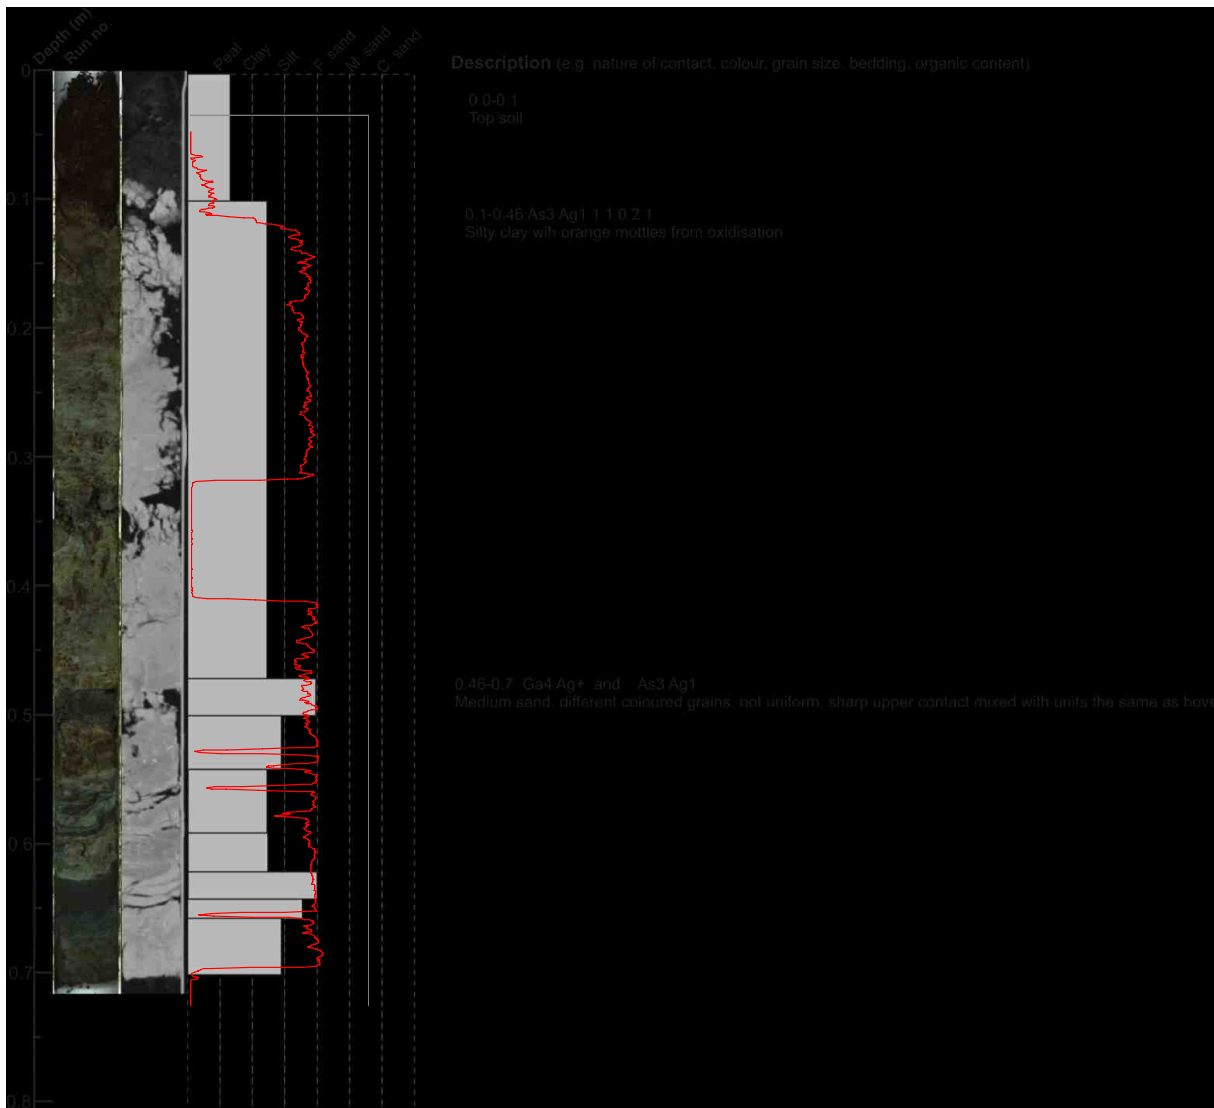 Depth (m)
Run no.
Peat
Clay
Silt
F. sand
M. sand
C. sand
Description (e.g. nature of contact, colour, grain size, bedding, organic content)
0
0.0-0.1
Top soil
0.1
0.1-0.46 As3 Ag1 1 1 0 2 1
Silty clay wih orange mottles from oxidisation
0.2
0.3
0.4
0.46-0.7 Ga4 Ag+ and As3 Ag1
Medium sand, different coloured grains, not uniform, sharp upper contact mixed with units the same as bove
0.5
0.6
0.7
0.8